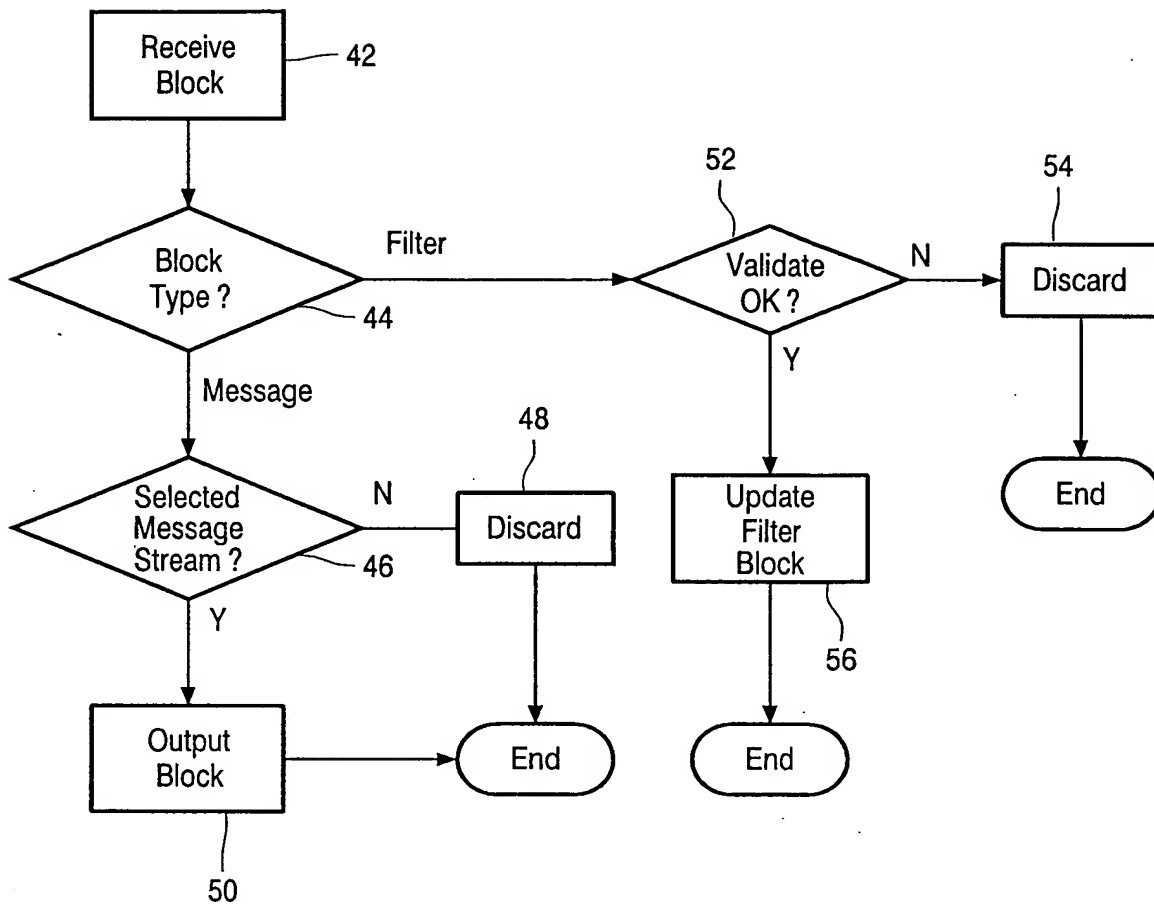 Receive
Block
42
Block
Type ?
44
Filter
Validate
OK ?
52
N
Discard
54
End
Y
Update
Filter
Block
56
End
Message
Selected
Message
Stream ?
46
N
Discard
48
Y
Output
Block
50
End